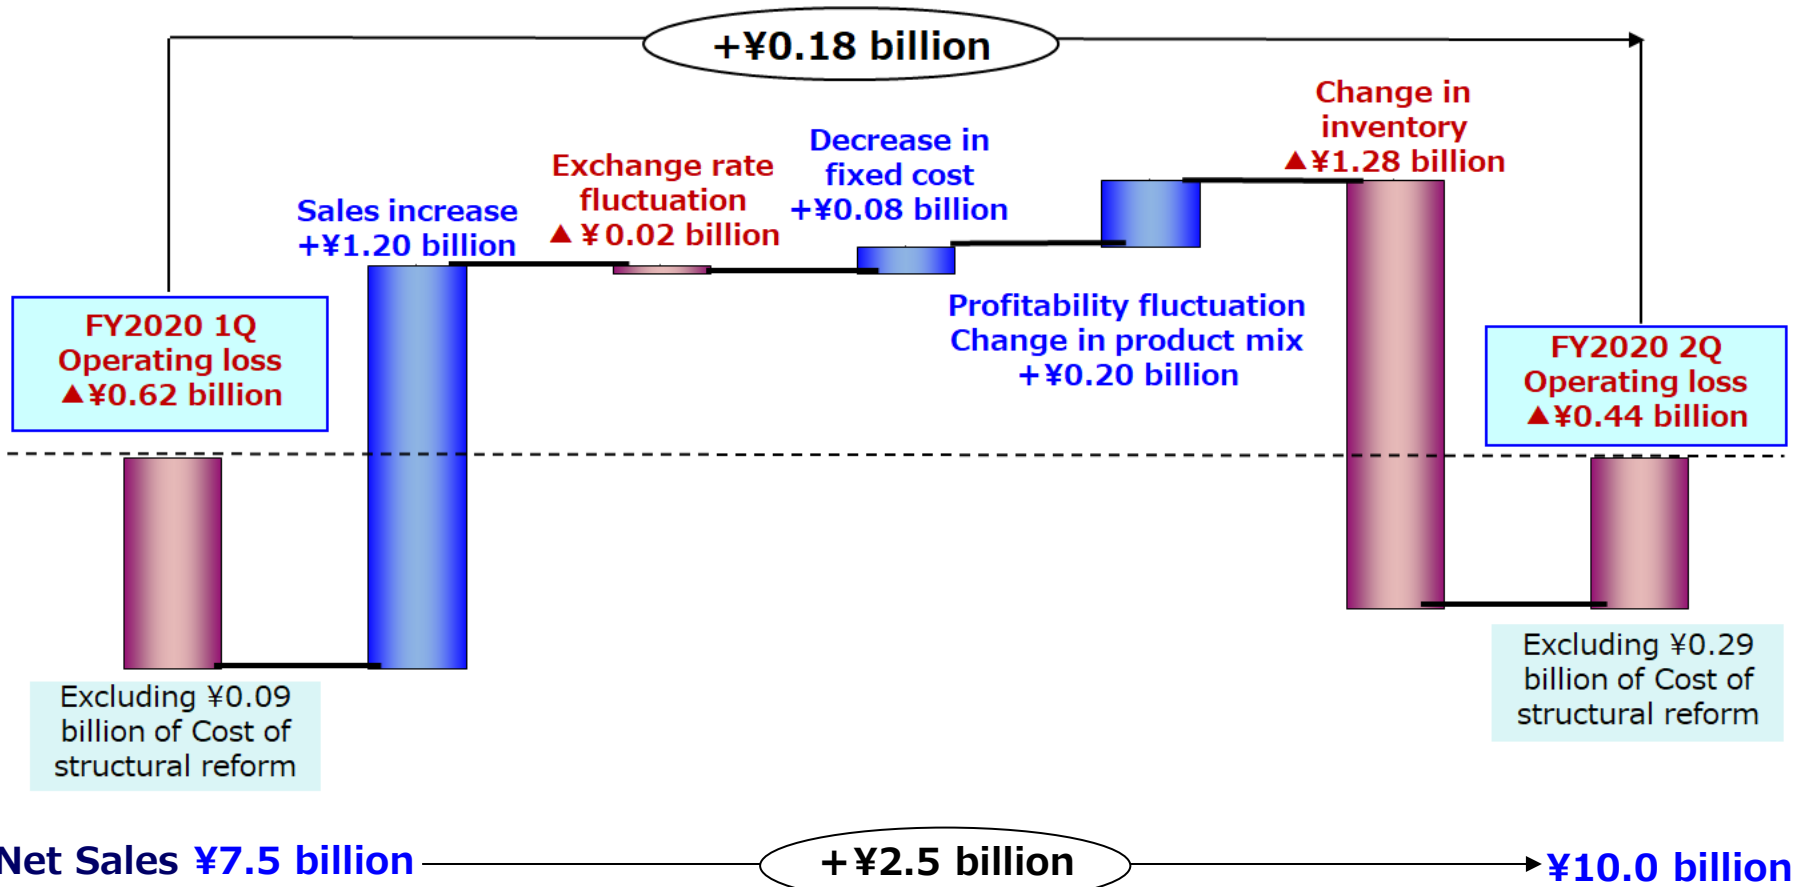 +¥0.18 billion
Change in
inventory
▲¥1.28 billion
Decrease in
fixed cost
+¥0.08 billion
Exchange rate
fluctuation
▲ ¥0.02 billion
Sales increase
+¥1.20 billion
Profitability fluctuation
Change in product mix
+¥0.20 billion
FY2020 1Q
Operating loss
▲¥0.62 billion
FY2020 2Q
Operating loss
▲¥0.44 billion
Excluding ¥0.09
billion of Cost of
structural reform
Excluding ¥0.29
billion of Cost of
structural reform
Net Sales ¥7.5 billion
+¥2.5 billion
¥10.0 billion